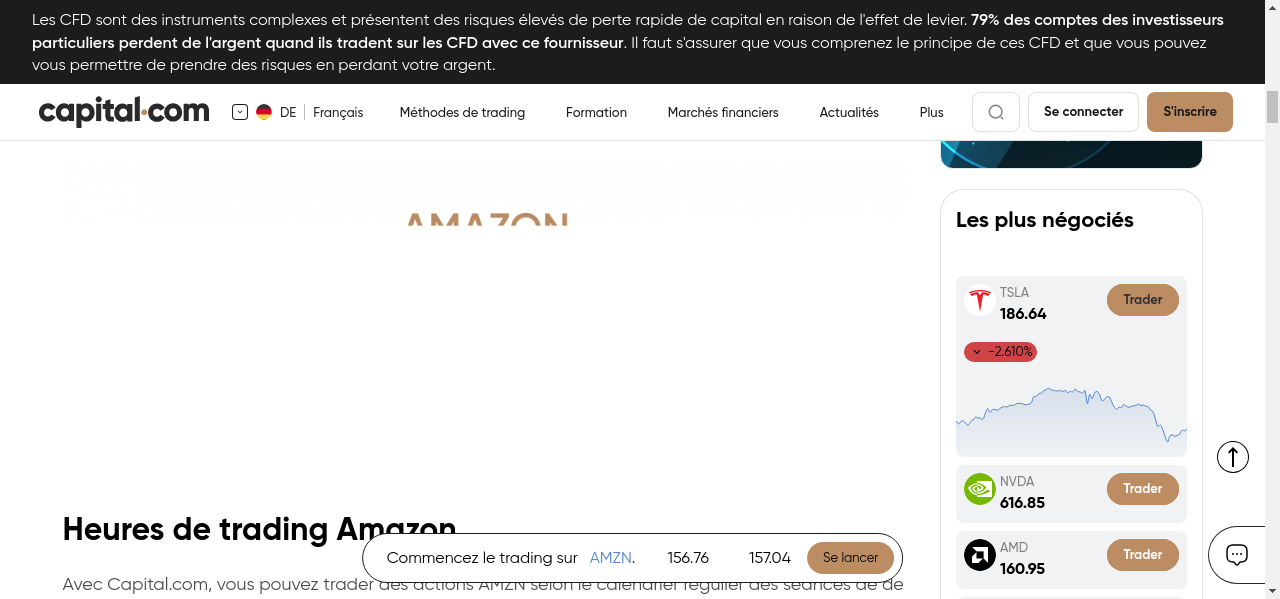 Les CFD sont des instruments complexes et présentent des risques élevés de perte rapide de capital en raison de l'effet de levier. 79% des comptes des investisseurs
particuliers perdent de l'argent quand ils tradent sur les CFD avec ce fournisseur. Il faut s'assurer que vous comprenez le principe de ces CFD et que vous pouvez
vous permettre de prendre des risques en perdant votre argent.
capital.com DE Français Méthodes de trading Formation Marchés financiers Actualités Plus Se connecter S'inscrire
AMAZON
Les plus négociés
TSLA Trader
186.64
-2.610%
NVDA Trader
616.85
Heures de trading Amazon
AMD Trader
160.95
Commencez le trading sur AMZN. 156.76 157.04 Se lancer
Avec Capital.com, vous pouvez trader des actions AMZN selon le calendrier régulier des séances de de